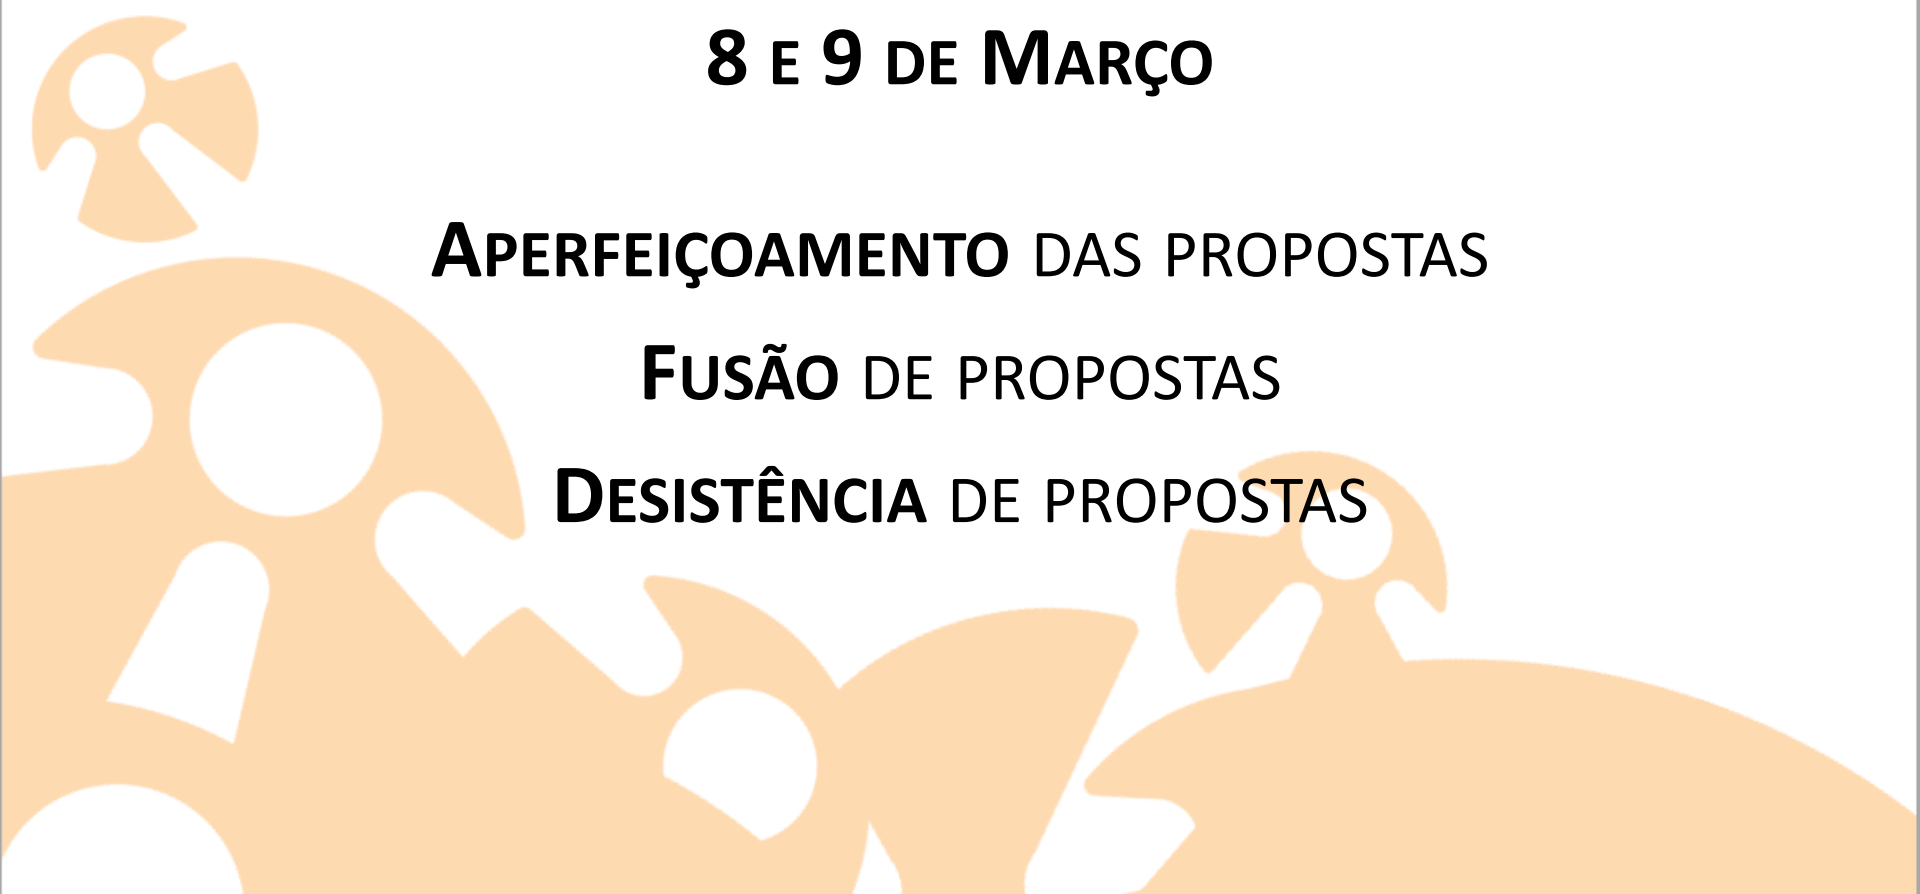 8 E 9 DE MARÇO
APERFEIÇOAMENTO DAS PROPOSTAS
FUSÃO DE PROPOSTAS
DESISTÊNCIA DE PROPOSTAS